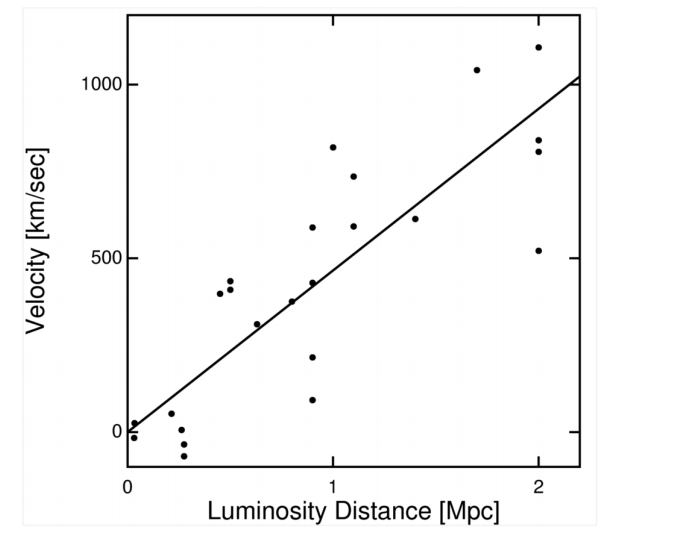 Velocity [km/sec]
1000
500
0
0 1 2
Luminosity Distance [Mpc]